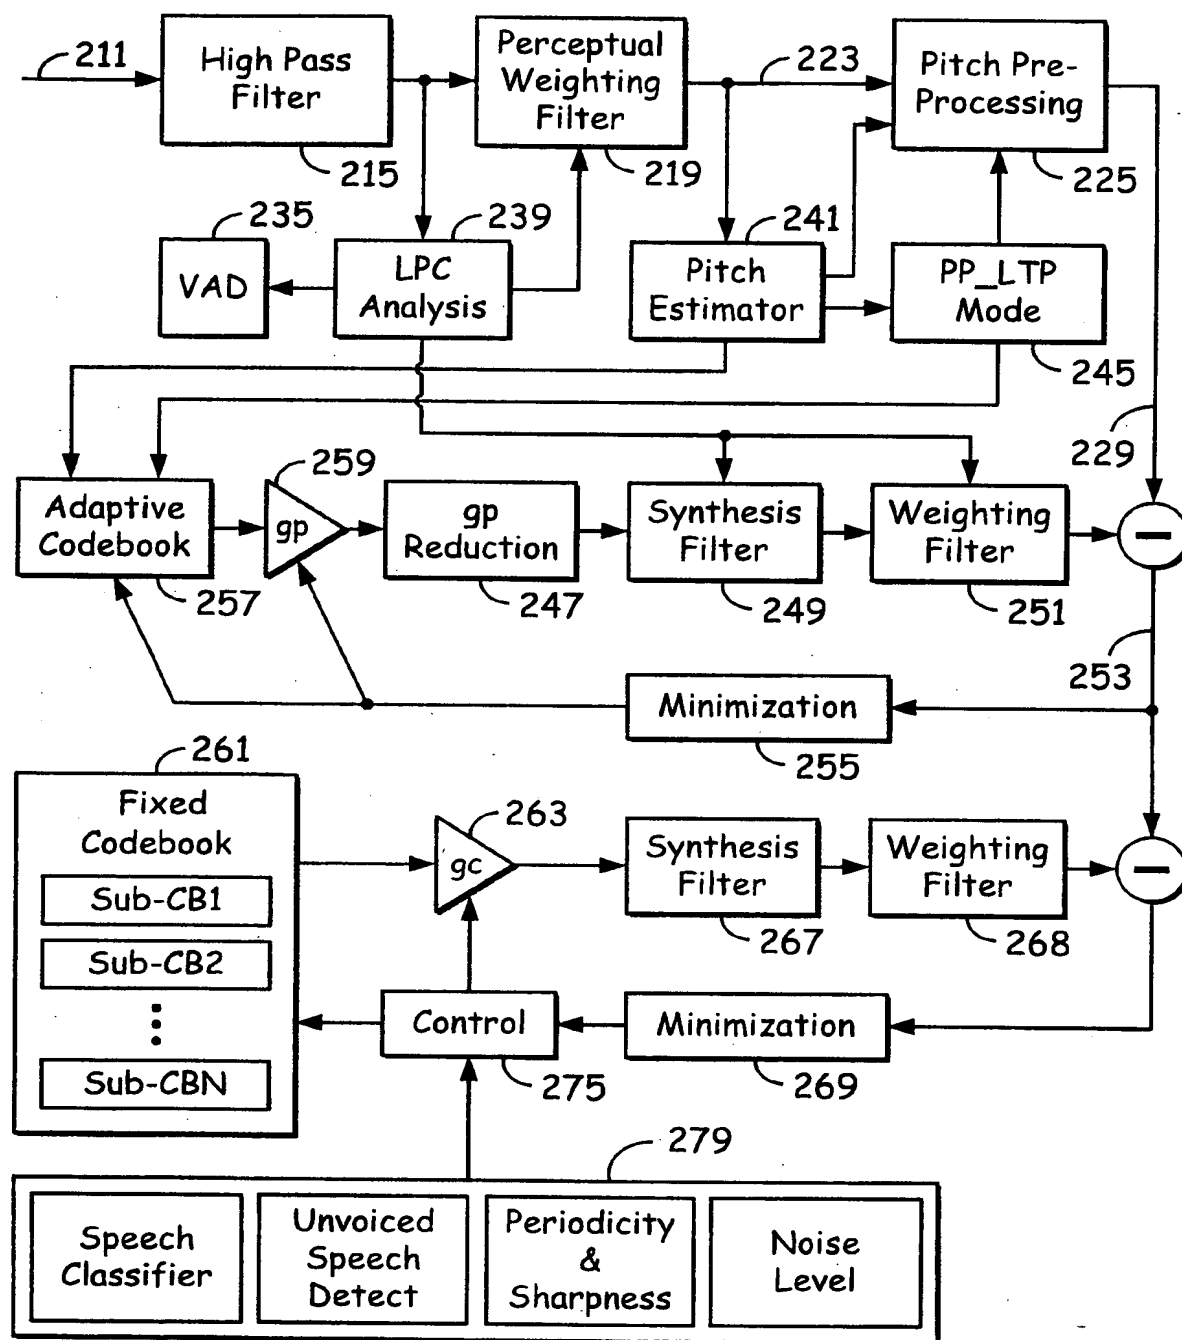 211
High Pass
Filter
215
Perceptual
Weighting
Filter
219
223
Pitch Pre-
Processing
225
235
VAD
239
LPC
Analysis
241
Pitch
Estimator
PP_LTP
Mode
245
229
Adaptive
Codebook
257
259
gp
gp
Reduction
247
Synthesis
Filter
249
Weighting
Filter
251
253
Minimization
255
261
Fixed
Codebook
Sub-CB1
Sub-CB2
Sub-CBN
263
gc
Synthesis
Filter
267
Weighting
Filter
268
Control
275
Minimization
269
279
Speech
Classifier
Unvoiced
Speech
Detect
Periodicity
&
Sharpness
Noise
Level